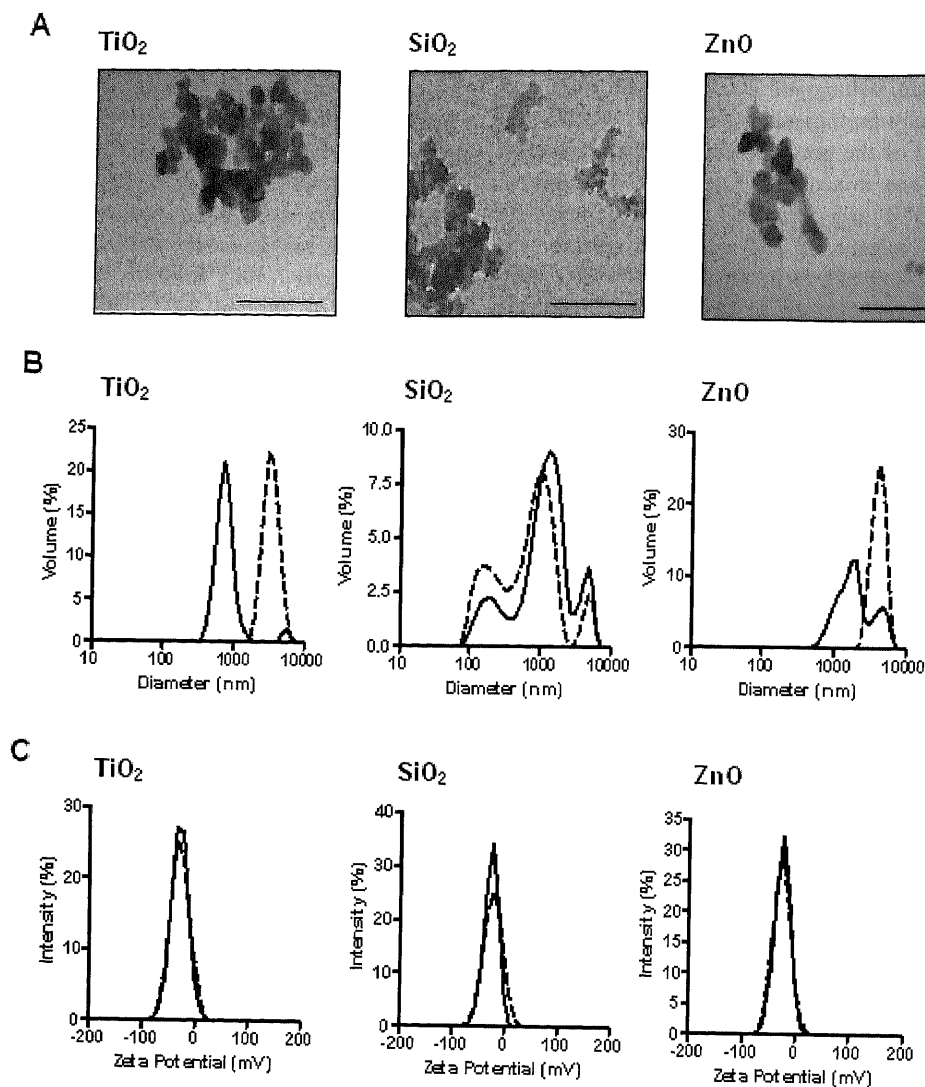 A
TiO₂ SiO₂ ZnO
B
TiO₂ SiO₂ ZnO
25
20
15
10
5
0
Volume (%)
10 100 1000 10000
Diameter (nm)
10.0
7.5
5.0
2.5
0.0
Volume (%)
10 100 1000 10000
Diameter (nm)
30
20
10
0
Volume (%)
10 100 1000 10000
Diameter (nm)
C
TiO₂ SiO₂ ZnO
30
20
10
0
Intensity (%)
-200 -100 0 100 200
Zeta Potential (mV)
40
30
20
10
0
Intensity (%)
-200 -100 0 100 200
Zeta Potential (mV)
35
30
25
20
15
10
5
0
Intensity (%)
-200 -100 0 100 200
Zeta Potential (mV)